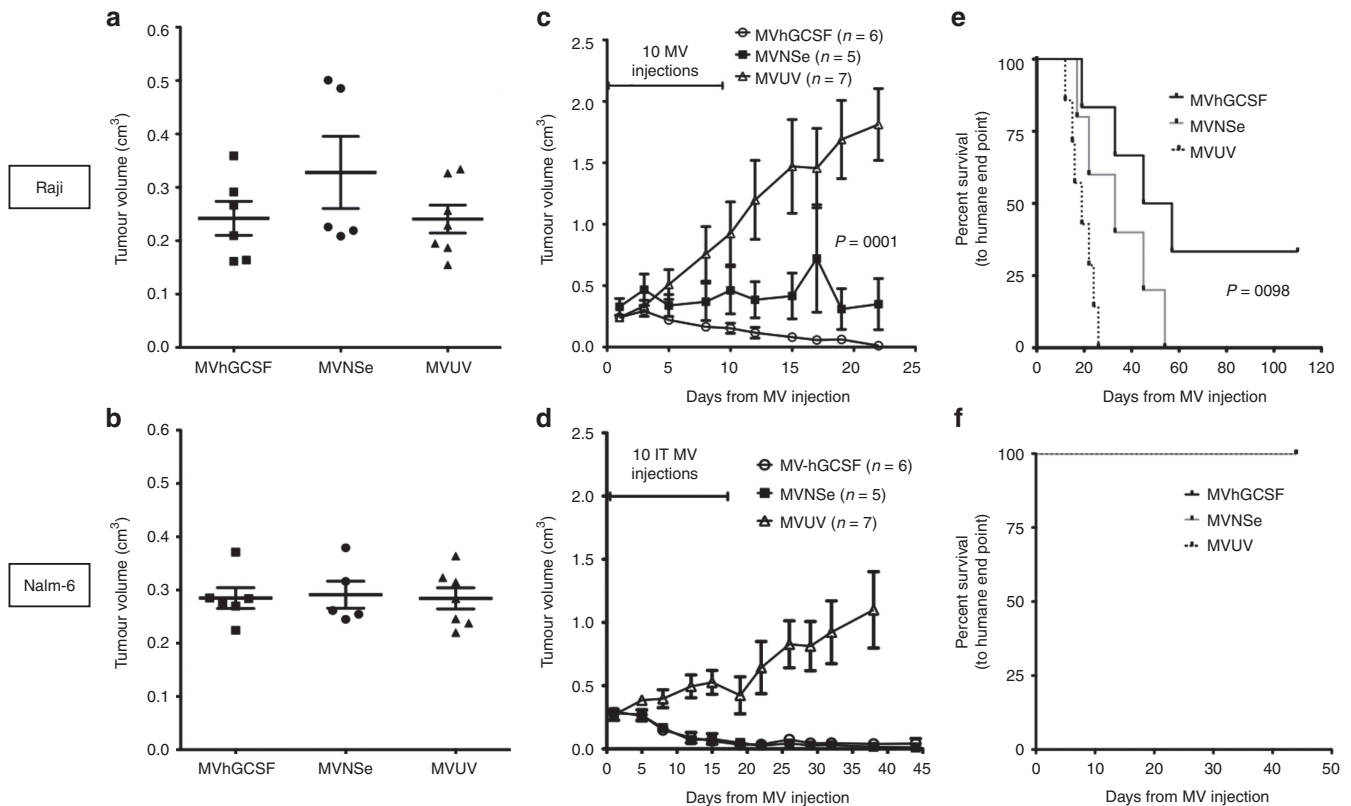 a
Raji
Tumour volume (cm³)
0.6
0.5
0.4
0.3
0.2
0.1
0.0
MVhGCSF
MVNSe
MVUV
c
Tumour volume (cm³)
2.5
2.0
1.5
1.0
0.5
0.0
10 MV
injections
MVhGCSF (n = 6)
MVNSe (n = 5)
MVUV (n = 7)
P = 0001
0
5
10
15
20
25
Days from MV injection
e
Percent survival
(to humane end point)
100
75
50
25
0
MVhGCSF
MVNSe
MVUV
P = 0098
0
20
40
60
80
100
120
Days from MV injection
b
Nalm-6
Tumour volume (cm³)
0.6
0.5
0.4
0.3
0.2
0.1
0.0
MVhGCSF
MVNSe
MVUV
d
Tumour volume (cm³)
2.5
2.0
1.5
1.0
0.5
0.0
10 IT MV
injections
MV-hGCSF (n = 6)
MVNSe (n = 5)
MVUV (n = 7)
0
5
10
15
20
25
30
35
40
45
Days from MV injection
f
Percent survival
(to humane end point)
100
75
50
25
0
MVhGCSF
MVNSe
MVUV
0
10
20
30
40
50
Days from MV injection